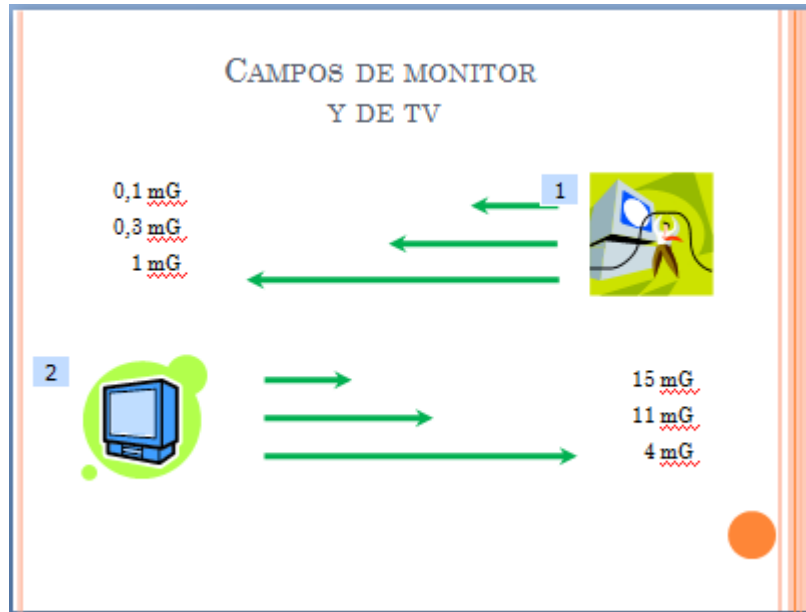 CAMPOS DE MONITOR
Y DE TV
1
0,1 mG
0,3 mG
1 mG
2
15 mG
11 mG
4 mG